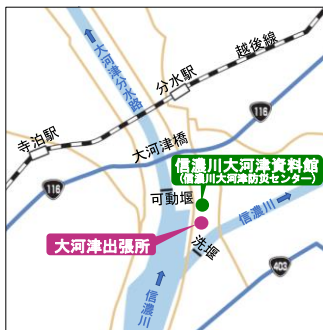 越後線
大河津分水路
分水駅
寺泊駅
116
大河津橋
信濃川大河津資料館
(信濃川大河津防災センター)
116
可動堰
信濃川
大河津出張所
洗堰
403
信濃川